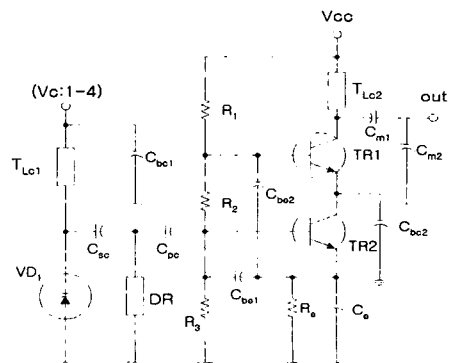 Vcc
(Vc:1-4)
T_Lc2
out
R_1
C_m1
T_Lc1
C_bc1
TR1
C_m2
R_2
C_be2
C_sc
C_pc
TR2
C_bc2
VD_1
DR
C_be1
R_3
R_e
C_e